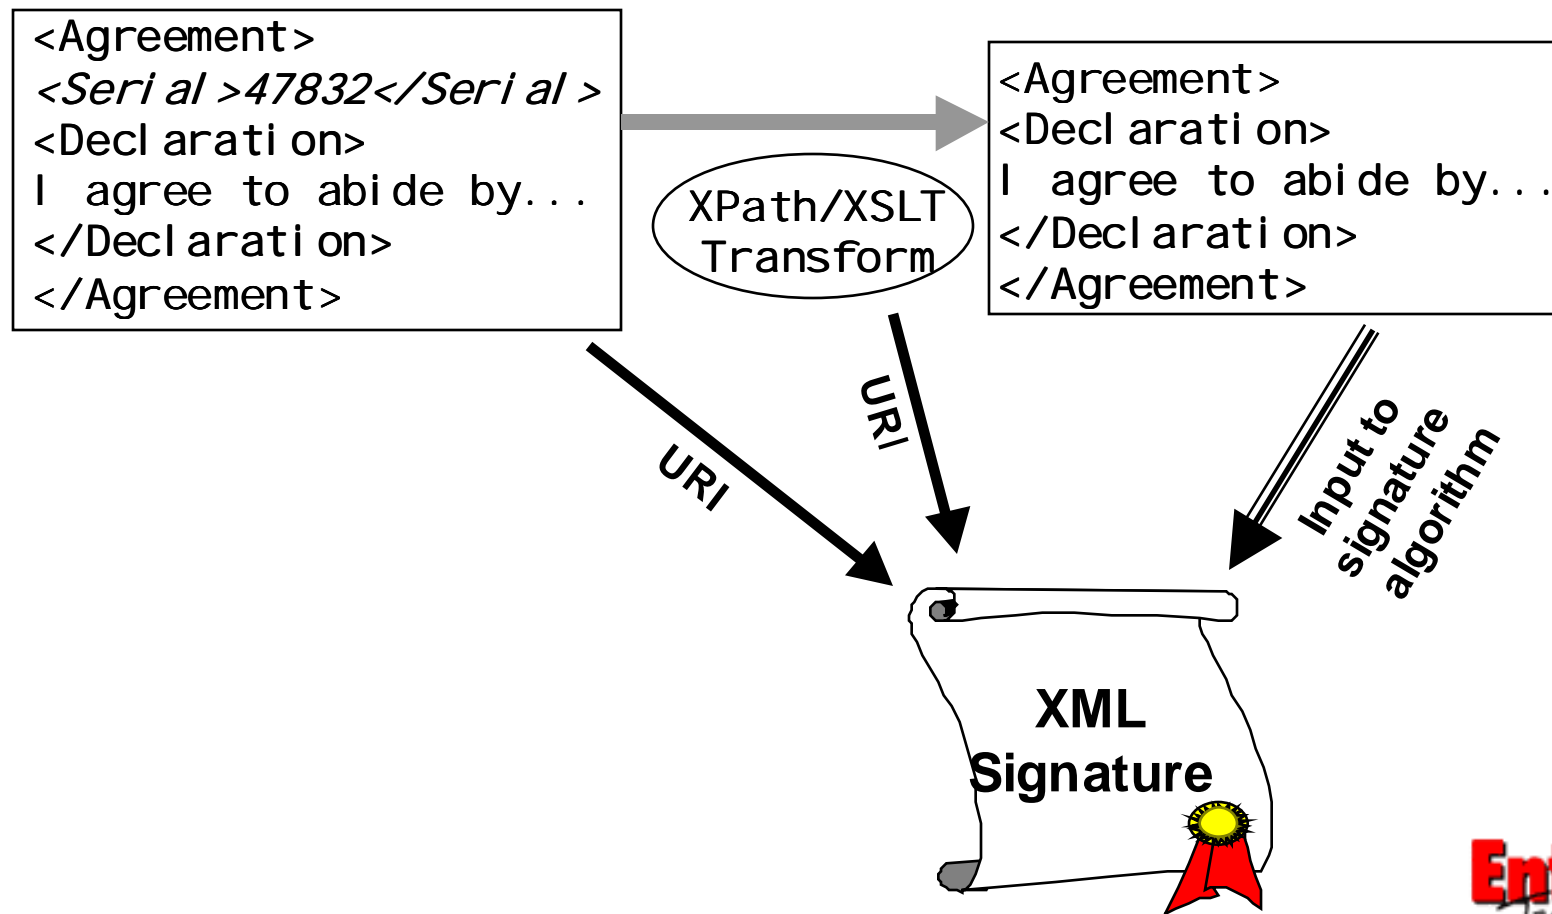 <Agreement>
<Serial>47832</Serial>
<Declaration>
I agree to abide by...
</Declaration>
</Agreement>
XPath/XSLT
Transform
<Agreement>
<Declaration>
I agree to abide by...
</Declaration>
</Agreement>
URI
URI
Input to
signature
algorithm
XML
Signature